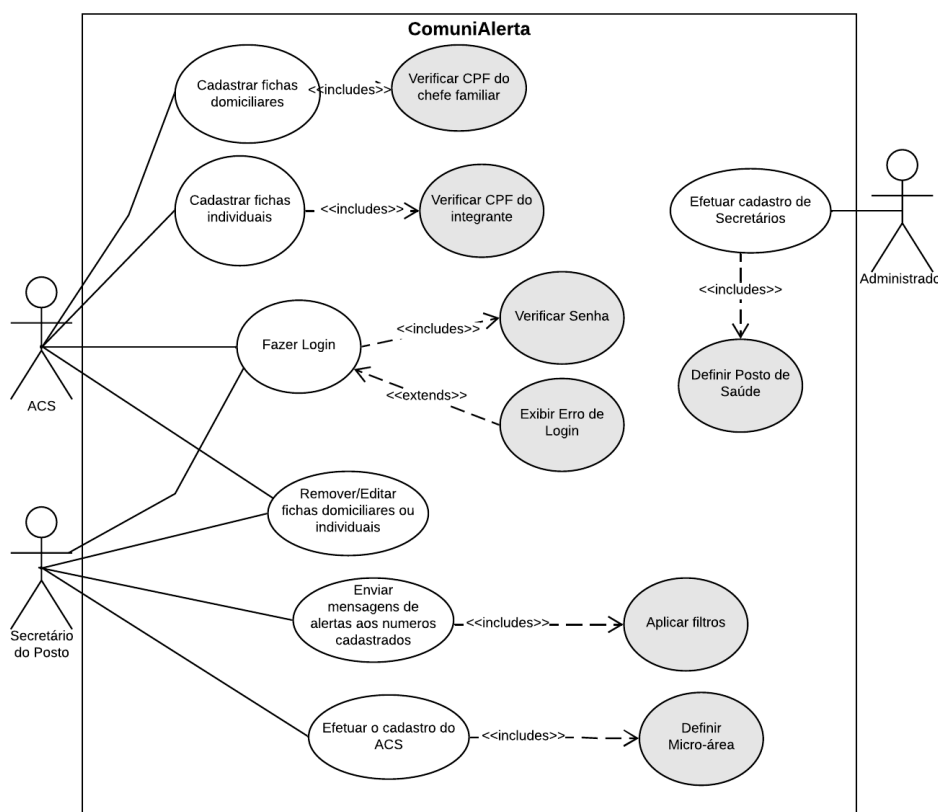 ComuniAlerta
Cadastrar fichas
domiciliares
<<includes>>
Verificar CPF do
chefe familiar
Cadastrar fichas
individuais
<<includes>>
Verificar CPF do
integrante
Efetuar cadastro de
Secretários
Administrado
<<includes>>
Definir Posto de
Saúde
ACS
Fazer Login
<<includes>>
Verificar Senha
<<extends>>
Exibir Erro de
Login
Remover/Editar
fichas domiciliares ou
individuais
Secretário
do Posto
Enviar
mensagens de
alertas aos numeros
cadastrados
<<includes>>
Aplicar filtros
Efetuar o cadastro do
ACS
<<includes>>
Definir
Micro-área